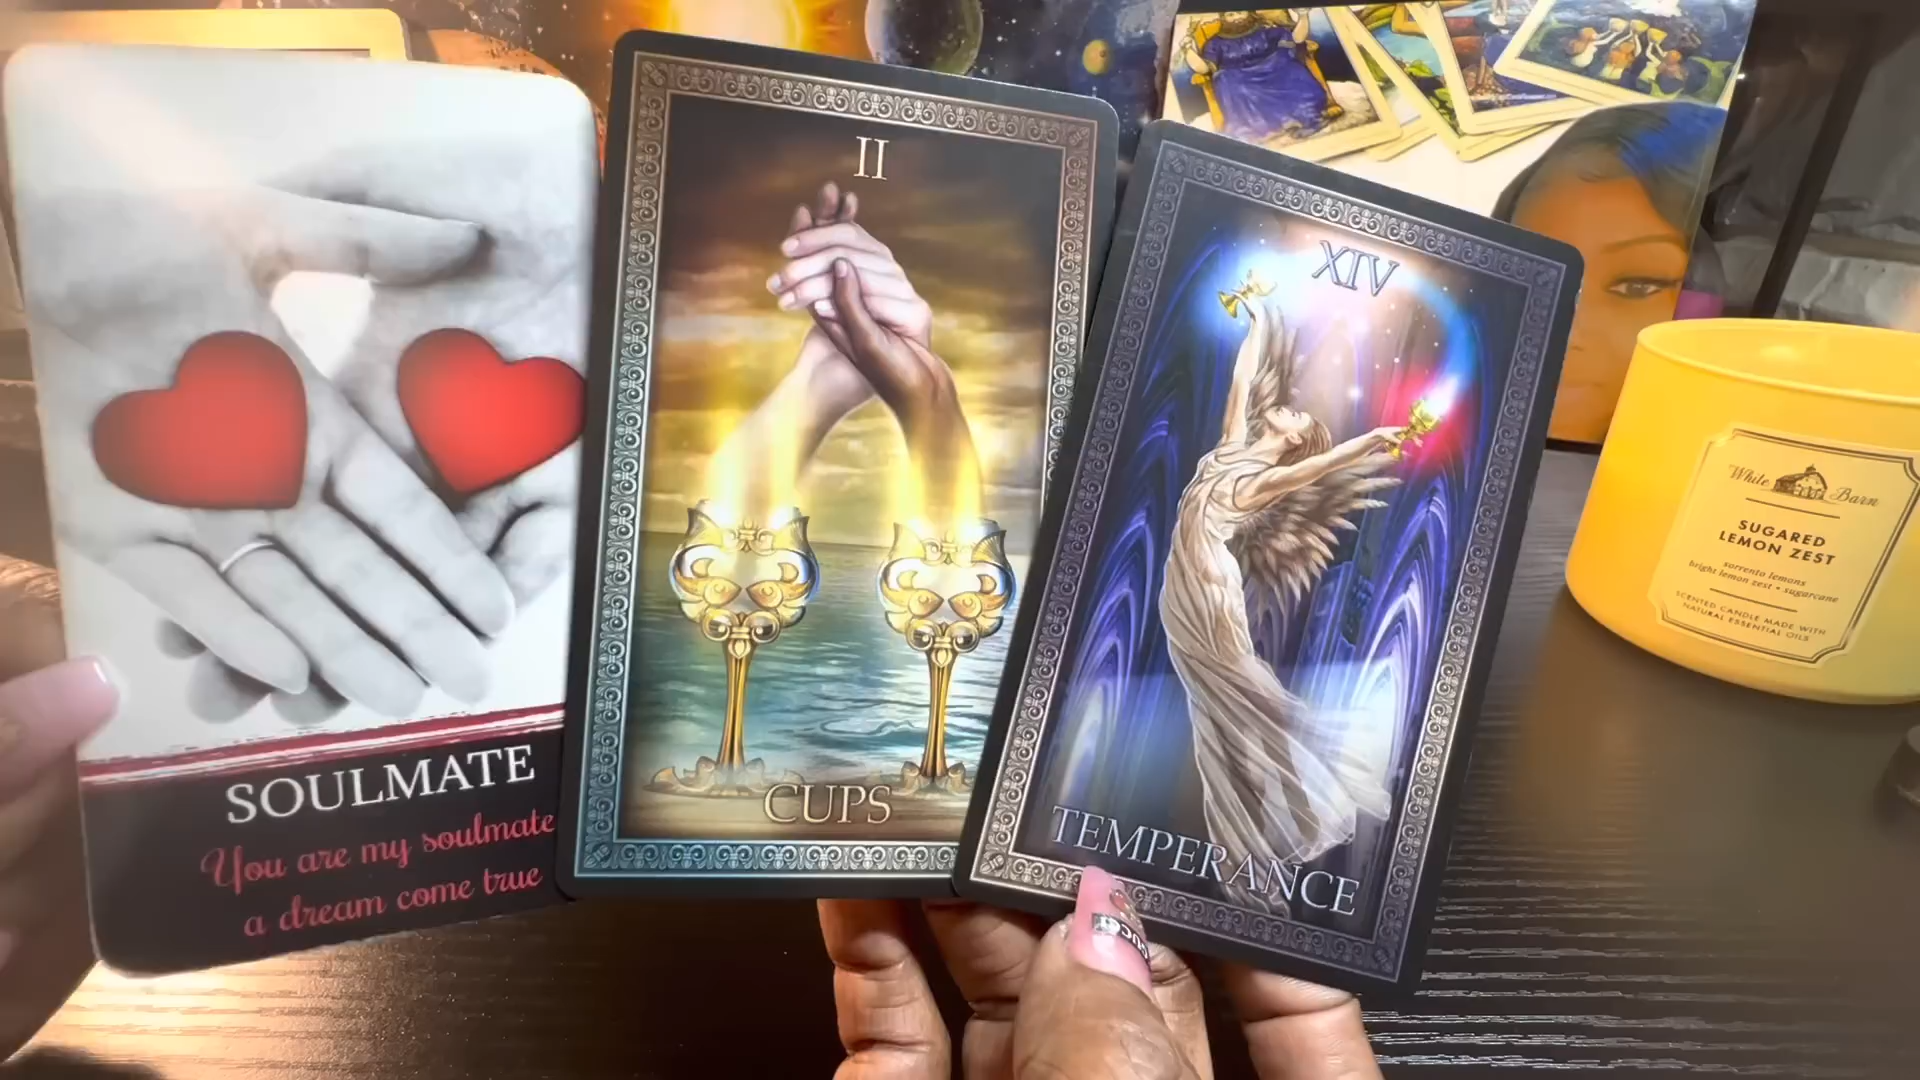 SOULMATE
You are my soulmate
a dream come true
II
CUPS
XIV
TEMPERANCE
White Barn
SUGARED
LEMON ZEST
sorrento lemons
bright lemon zest • sugarcane
SCENTED CANDLE MADE WITH
NATURAL ESSENTIAL OILS